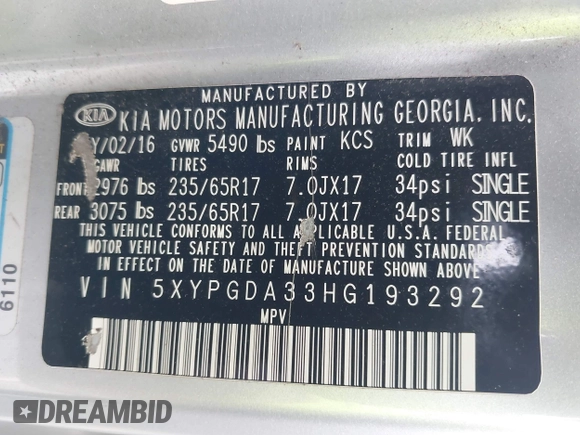 MANUFACTURED BY
KIA KIA MOTORS MANUFACTURING GEORGIA, INC.
/02/16 GVWR 5490 lbs PAINT KCS TRIM WK
GAWR TIRES RIMS COLD TIRE INFL
FRONT 2976 lbs 235/65R17 7.0JX17 34psi SINGLE
REAR 3075 lbs 235/65R17 7.0JX17 34psi SINGLE
THIS VEHICLE CONFORMS TO ALL APPLICABLE U.S.A. FEDERAL
MOTOR VEHICLE SAFETY AND THEFT PREVENTION STANDARDS
IN EFFECT ON THE DATE OF MANUFACTURE SHOWN ABOVE.
VIN 5XYPGDA33HG193292
MPV
6110
DREAMBID